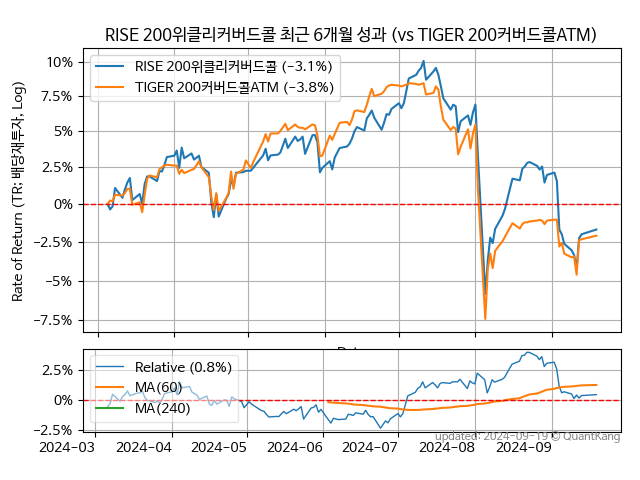 RISE 200위클리커버드콜 최근 6개월 성과 (vs TIGER 200커버드콜ATM)
Rate of Return (TR: 배당재투자, Log)
10%
7.5%
5%
2.5%
0%
−2.5%
−5%
−7.5%
RISE 200위클리커버드콜 (−3.1%)
TIGER 200커버드콜ATM (−3.8%)
2.5%
0%
−2.5%
Relative (0.8%)
MA(60)
MA(240)
2024-03 2024-04 2024-05 2024-06 2024-07 2024-08 2024-09
updated: 2024-09-19 © QuantKang